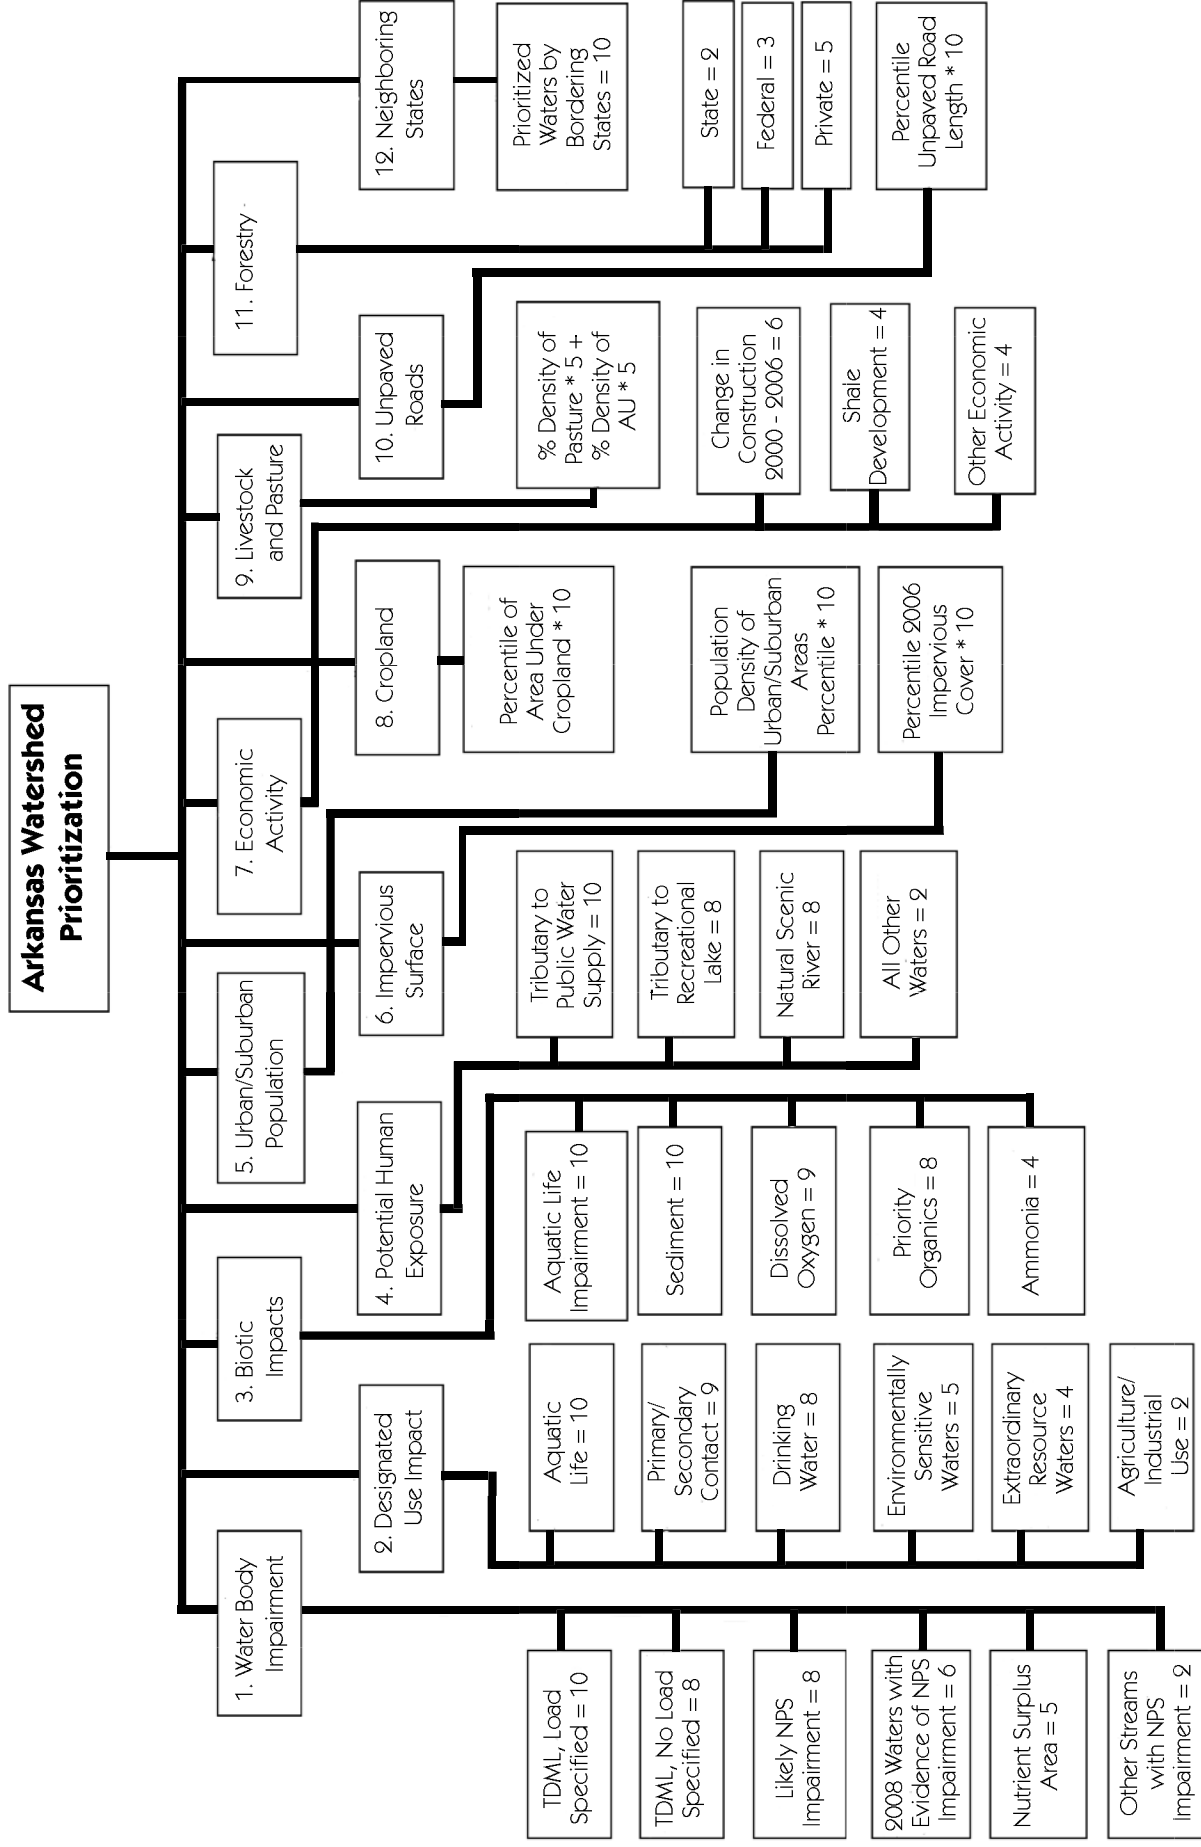 Arkansas Watershed
Prioritization
1. Water Body
Impairment
TDML, Load
Specified = 10
TDML, No Load
Specified = 8
Likely NPS
Impairment = 8
2008 Waters with
Evidence of NPS
Impairment = 6
Nutrient Surplus
Area = 5
Other Streams
with NPS
Impairment = 2
2. Designated
Use Impact
Aquatic
Life = 10
Primary/
Secondary
Contact = 9
Drinking
Water = 8
Environmentally
Sensitive
Waters = 5
Extraordinary
Resource
Waters = 4
Agriculture/
Industrial
Use = 2
3. Biotic
Impacts
Aquatic Life
Impairment = 10
Sediment = 10
Dissolved
Oxygen = 9
Priority
Organics = 8
Ammonia = 4
4. Potential Human
Exposure
Tributary to
Public Water
Supply = 10
Tributary to
Recreational
Lake = 8
Natural Scenic
River = 8
All Other
Waters = 2
5. Urban/Suburban
Population
Population
Density of
Urban/Suburban
Areas
Percentile * 10
6. Impervious
Surface
Percentile 2006
Impervious
Cover * 10
7. Economic
Activity
Change in
Construction
2000 - 2006 = 6
Shale
Development = 4
Other Economic
Activity = 4
8. Cropland
Percentile of
Area Under
Cropland * 10
9. Livestock
and Pasture
% Density of
Pasture * 5 +
% Density of
AU * 5
10. Unpaved
Roads
Percentile
Unpaved Road
Length * 10
11. Forestry
State = 2
Federal = 3
Private = 5
12. Neighboring
States
Prioritized
Waters by
Bordering
States = 10